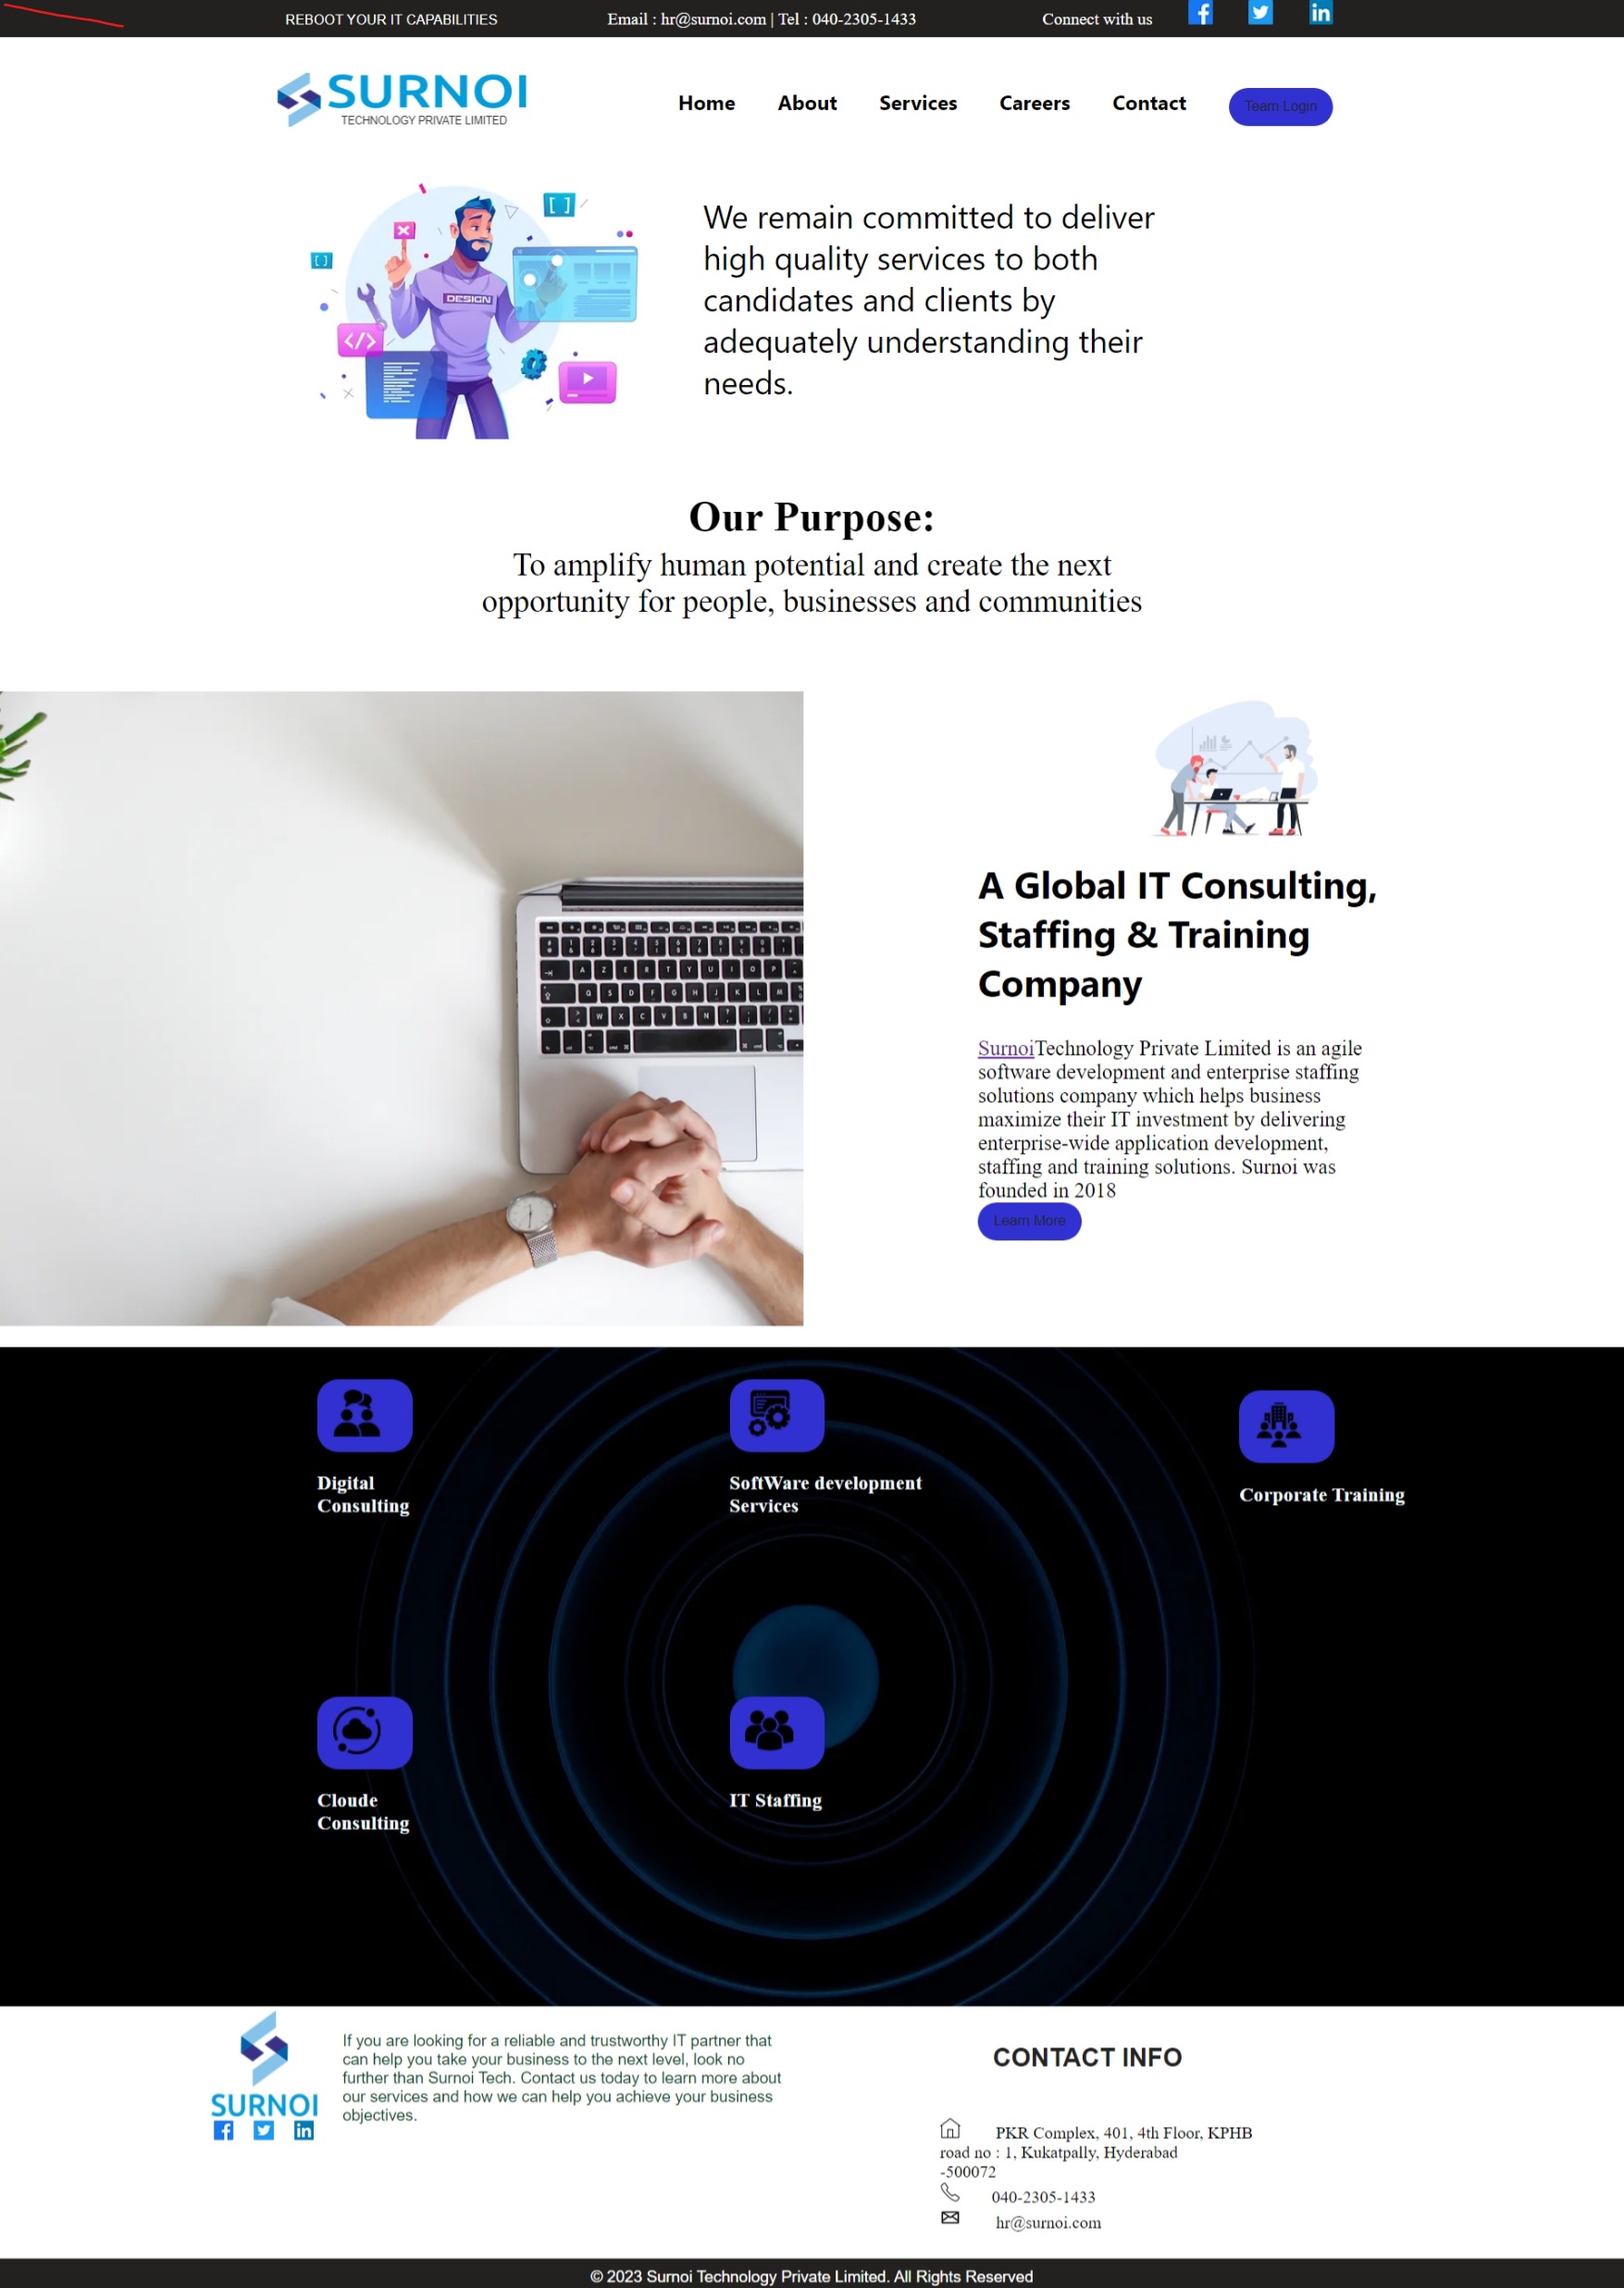 REBOOT YOUR IT CAPABILITIES
Email : hr@surnoi.com | Tel : 040-2305-1433
Connect with us
SURNOI
TECHNOLOGY PRIVATE LIMITED
Home
About
Services
Careers
Contact
Team Login
DESIGN
We remain committed to deliver
high quality services to both
candidates and clients by
adequately understanding their
needs.
Our Purpose:
To amplify human potential and create the next
opportunity for people, businesses and communities
A Global IT Consulting,
Staffing & Training
Company
SurnoiTechnology Private Limited is an agile
software development and enterprise staffing
solutions company which helps business
maximize their IT investment by delivering
enterprise-wide application development,
staffing and training solutions. Surnoi was
founded in 2018
Learn More
Digital
Consulting
SoftWare development
Services
Corporate Training
Cloude
Consulting
IT Staffing
SURNOI
If you are looking for a reliable and trustworthy IT partner that
can help you take your business to the next level, look no
further than Surnoi Tech. Contact us today to learn more about
our services and how we can help you achieve your business
objectives.
CONTACT INFO
PKR Complex, 401, 4th Floor, KPHB
road no : 1, Kukatpally, Hyderabad
-500072
040-2305-1433
hr@surnoi.com
© 2023 Surnoi Technology Private Limited. All Rights Reserved